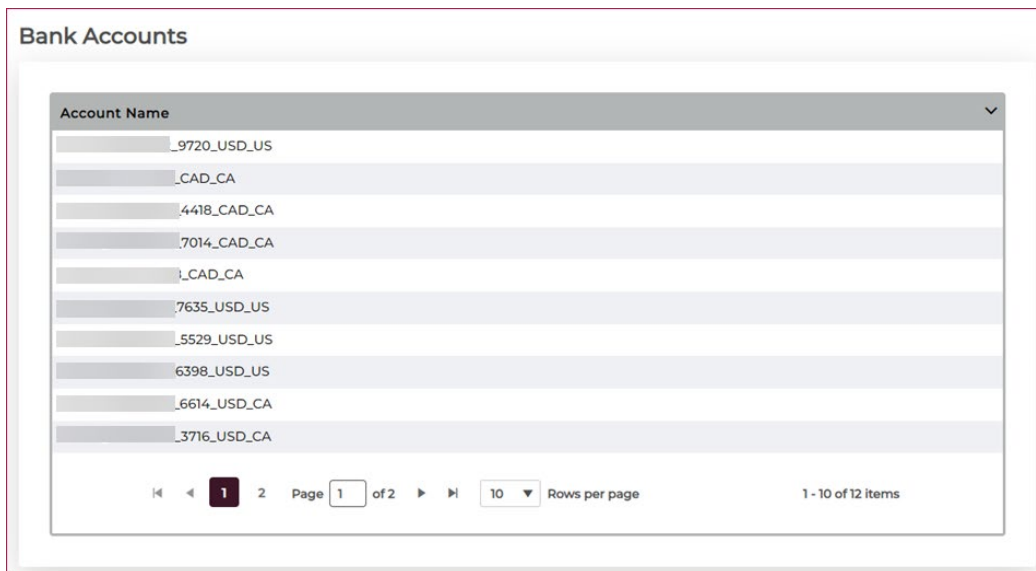 Bank Accounts
Account Name
_9720_USD_US
_CAD_CA
_4418_CAD_CA
_7014_CAD_CA
_CAD_CA
7635_USD_US
_5529_USD_US
6398_USD_US
_6614_USD_CA
_3716_USD_CA
1 2 Page 1 of 2 10 Rows per page 1 - 10 of 12 items